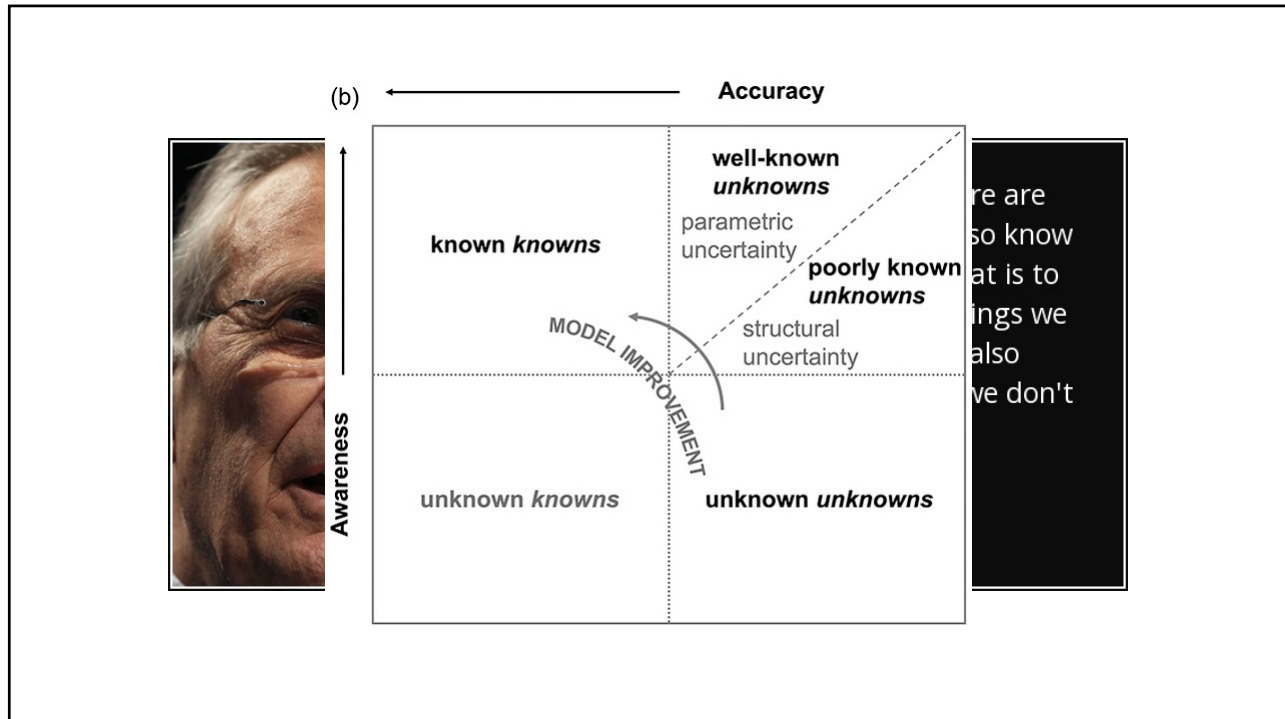 (b)
Accuracy
well-known
unknowns
parametric
uncertainty
known knowns
poorly known
unknowns
structural
uncertainty
MODEL IMPROVEMENT
Awareness
unknown knowns
unknown unknowns
re are
so know
at is to
ings we
also
we don't